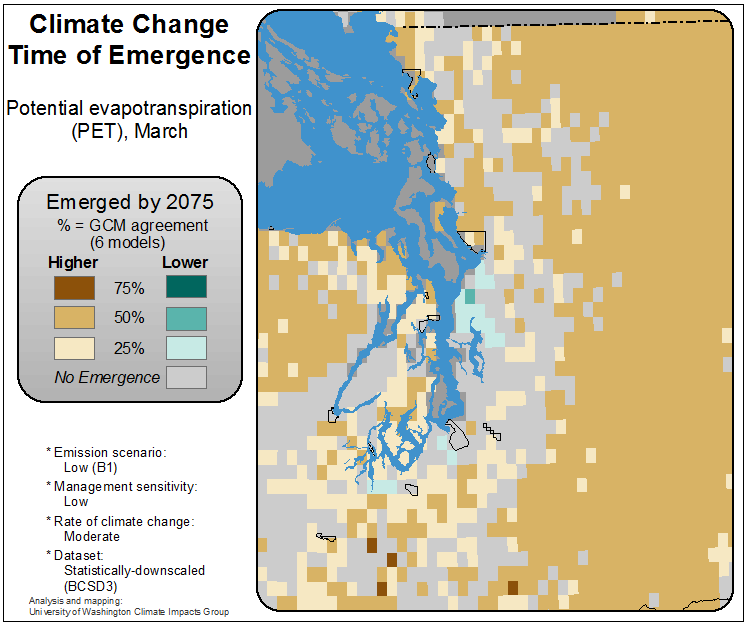 Climate Change
Time of Emergence
Potential evapotranspiration
(PET), March
Emerged by 2075
% = GCM agreement
(6 models)
Higher Lower
75%
50%
25%
No Emergence
* Emission scenario:
Low (B1)
* Management sensitivity:
Low
* Rate of climate change:
Moderate
* Dataset:
Statistically-downscaled
(BCSD3)
Analysis and mapping:
University of Washington Climate Impacts Group